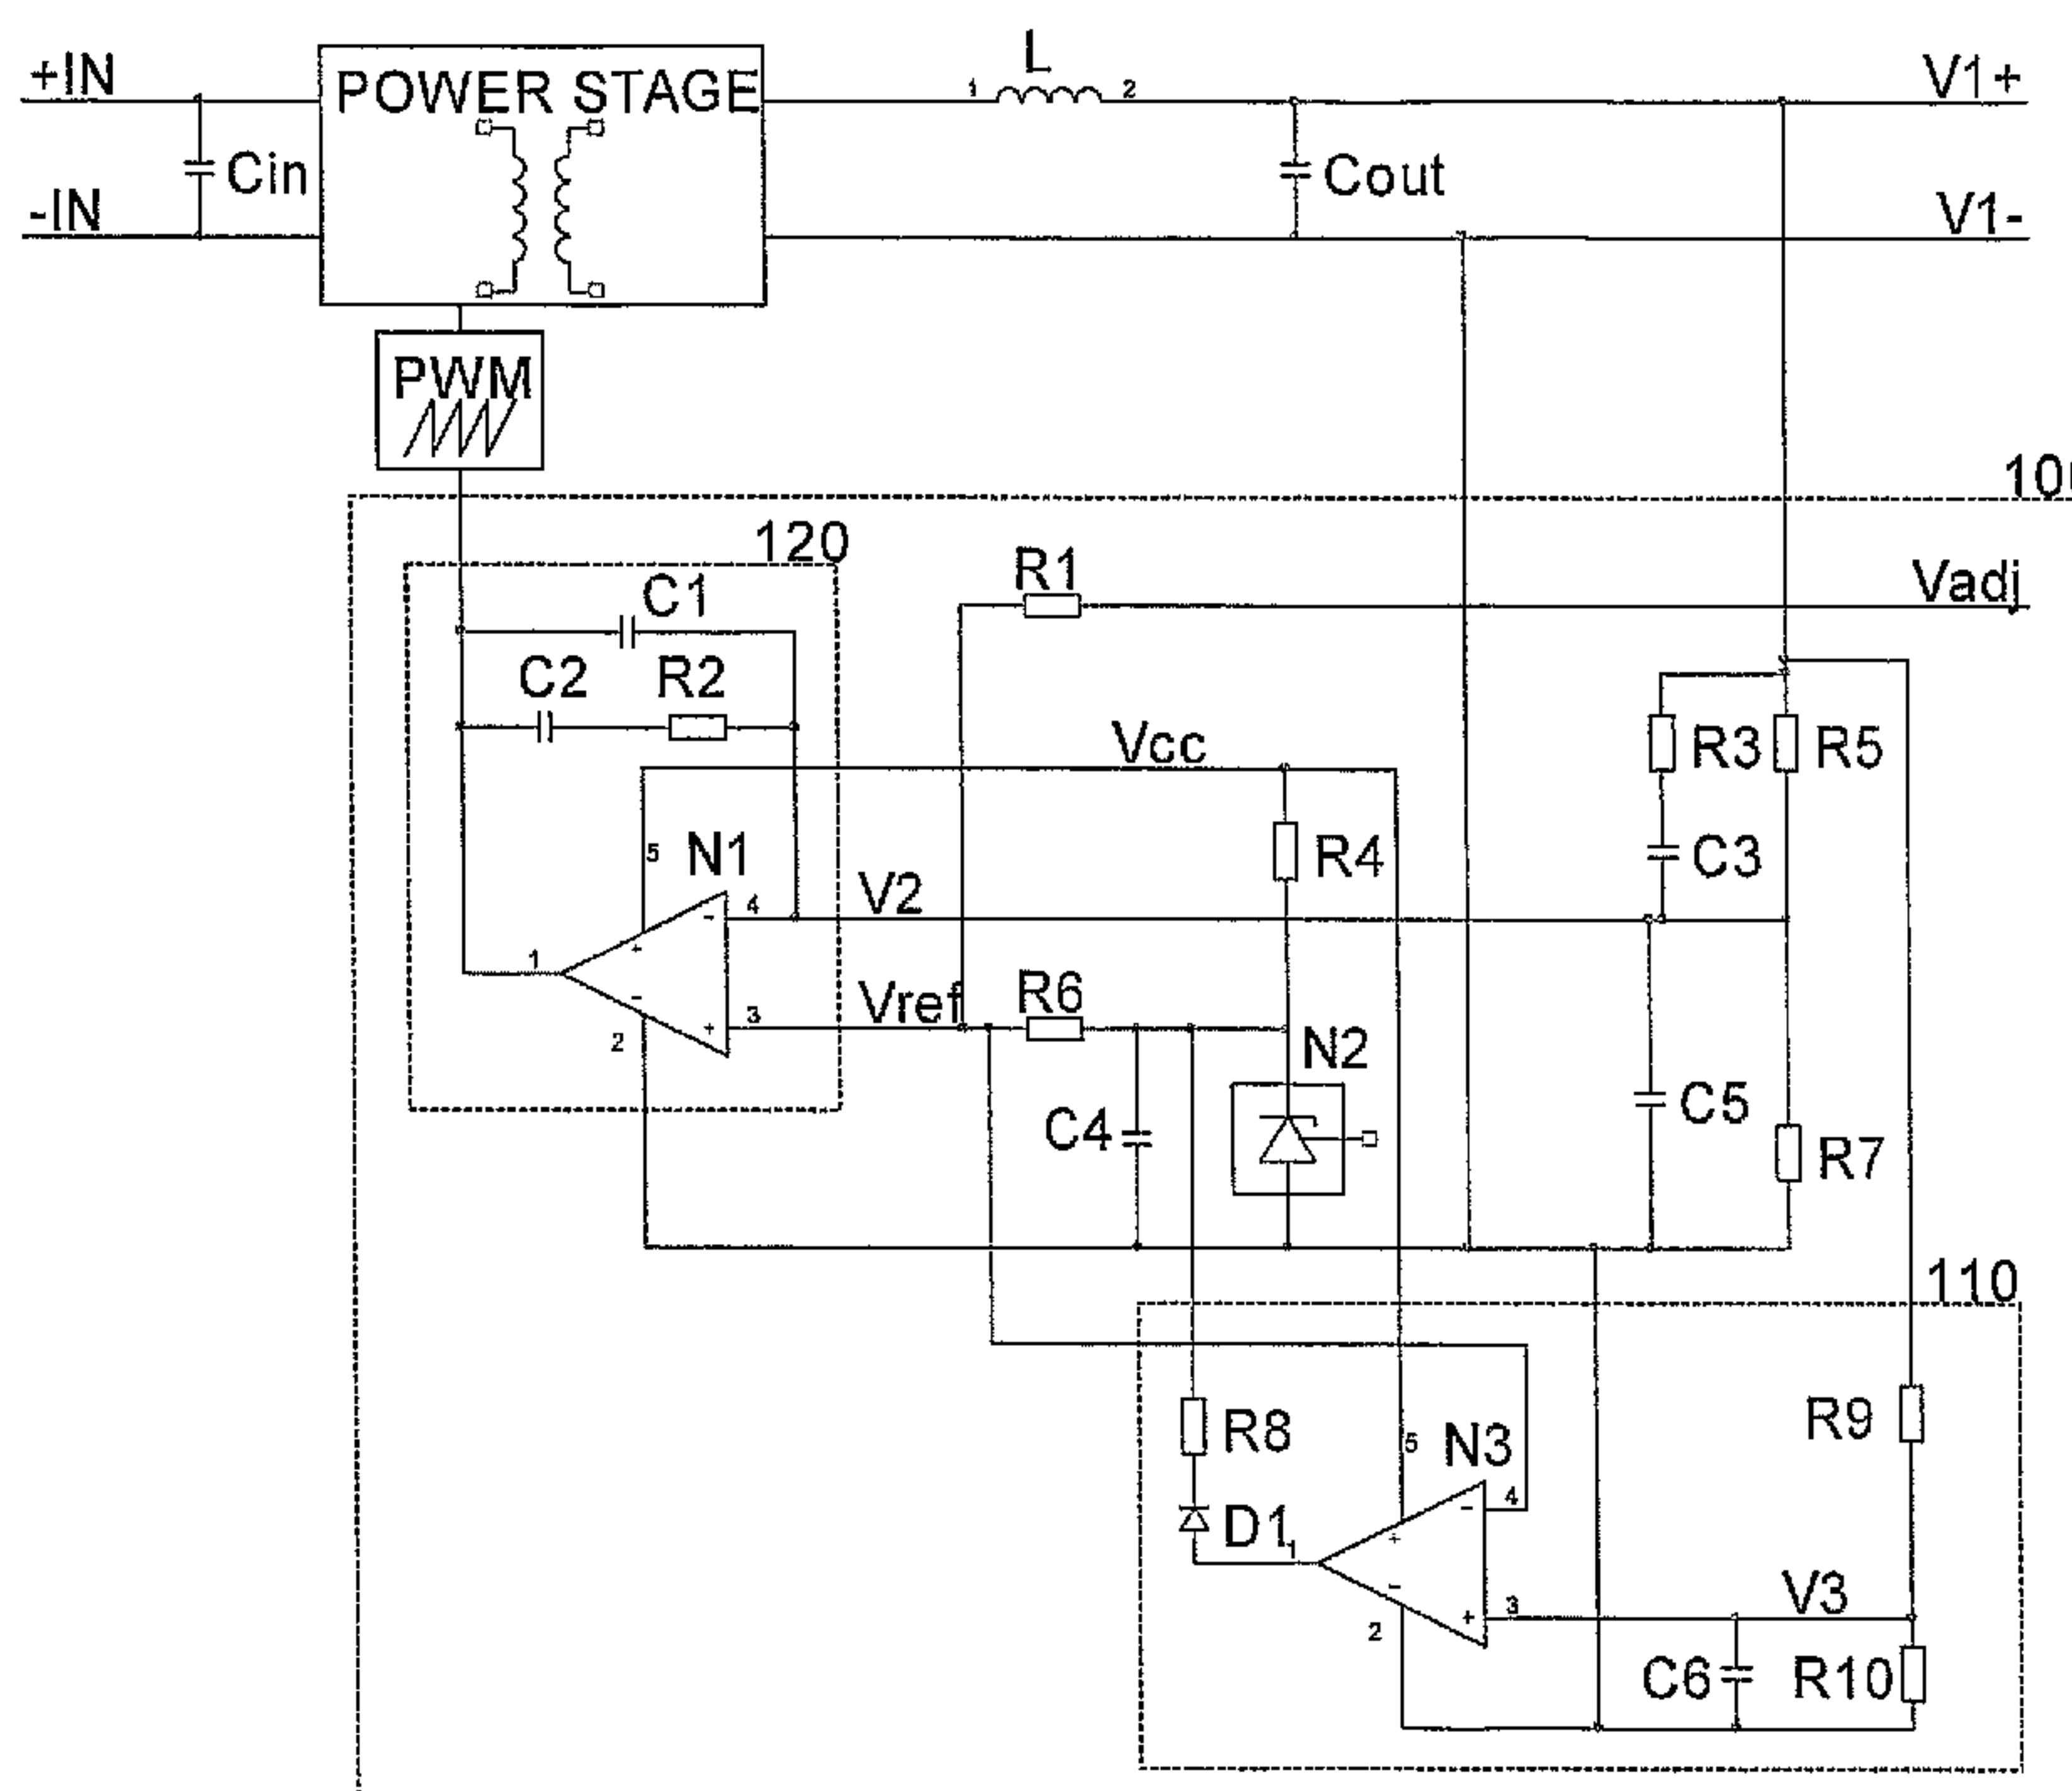 +IN
-IN
Cin
POWER STAGE
1
L
2
Cout
V1+
V1-
PWM
120
C1
C2
R2
R1
Vadj
Vcc
R3
R5
R4
C3
5
N1
4
V2
1
+
-
-
+
2
3
Vref
R6
N2
C4
C5
R7
110
R8
5
N3
4
R9
D1
1
+
-
-
+
2
3
V3
C6
R10